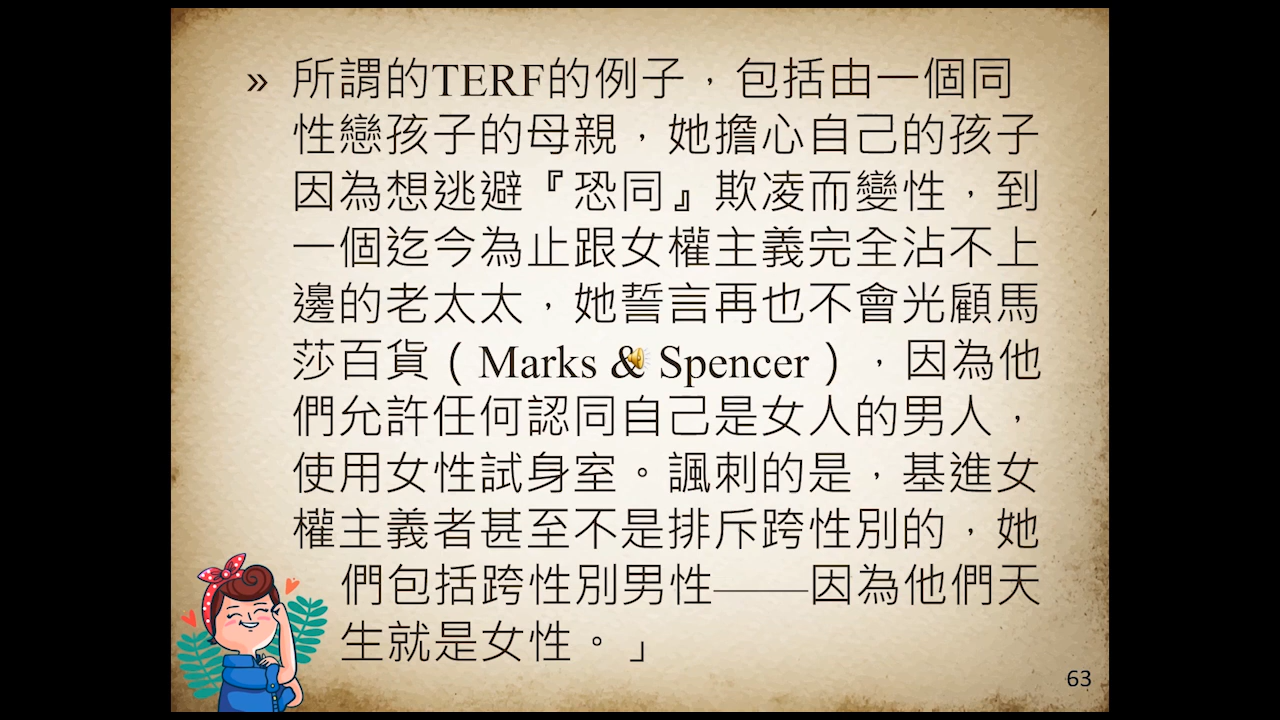 » 所謂的TERF的例子，包括由一個同
性戀孩子的母親，她擔心自己的孩子
因為想逃避『恐同』欺凌而變性，到
一個迄今為止跟女權主義完全沾不上
邊的老太太，她誓言再也不會光顧馬
莎百貨（Marks & Spencer），因為他
們允許任何認同自己是女人的男人，
使用女性試身室。諷刺的是，基進女
權主義者甚至不是排斥跨性別的，她
們包括跨性別男性——因為他們天
生就是女性。」
63